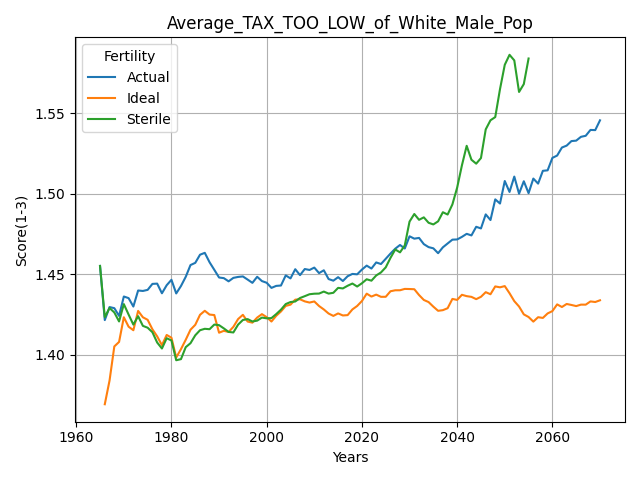 Average_TAX_TOO_LOW_of_White_Male_Pop
Fertility
Actual
Ideal
Sterile
Score(1-3)
1.55
1.50
1.45
1.40
1960 1980 2000 2020 2040 2060
Years